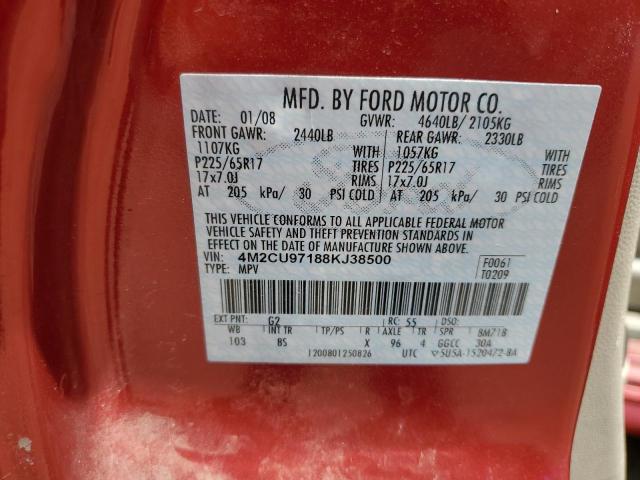 MFD. BY FORD MOTOR CO.
DATE: 01/08 GVWR: 4640LB/ 2105KG
FRONT GAWR: 2440LB REAR GAWR: 2330LB
1107KG WITH 1057KG WITH
P225/65R17 TIRES P225/65R17 TIRES
17x7.0J RIMS 17x7.0J RIMS
AT 205 kPa/ 30 PSI COLD AT 205 kPa/ 30 PSI COLD
THIS VEHICLE CONFORMS TO ALL APPLICABLE FEDERAL MOTOR
VEHICLE SAFETY AND THEFT PREVENTION STANDARDS IN
EFFECT ON THE DATE OF MANUFACTURE SHOWN ABOVE.
VIN: 4M2CU97188KJ38500 F0061
TYPE: MPV T0209
EXT PNT: G2 RC: 55 BM71B
WB INT TR TP/PS R AXLE TR SPR
103 BS X 96 4 GGCC 30A
1200801250826 UTC 5U5A-1520472-BA